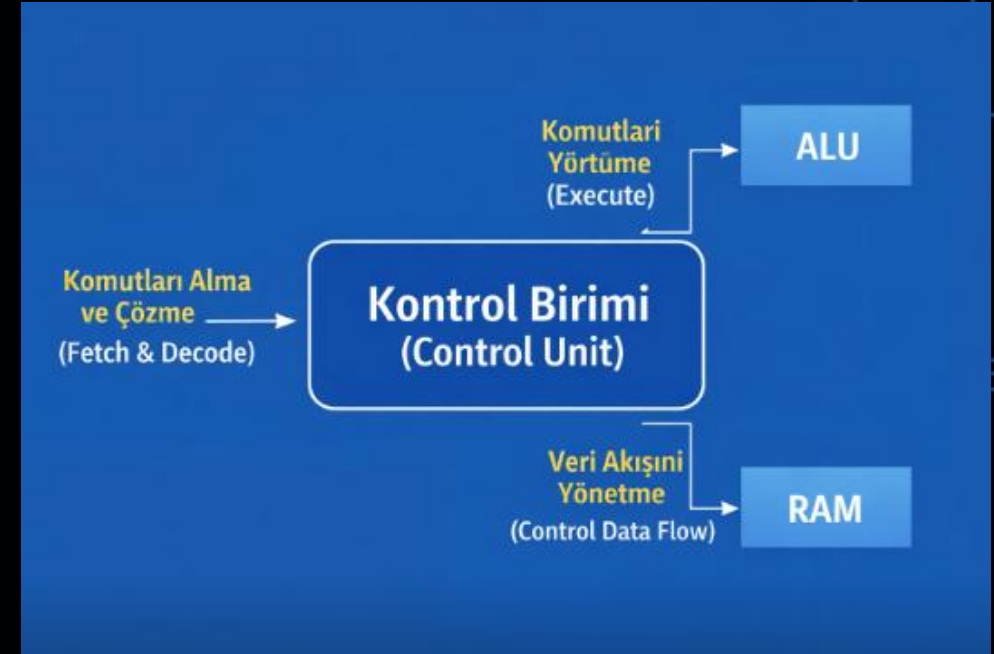 Komutlari
Yörtüme
(Execute)
ALU
Komutları Alma
ve Çözme
(Fetch & Decode)
Kontrol Birimi
(Control Unit)
Veri Akışıni
Yönetme
(Control Data Flow)
RAM